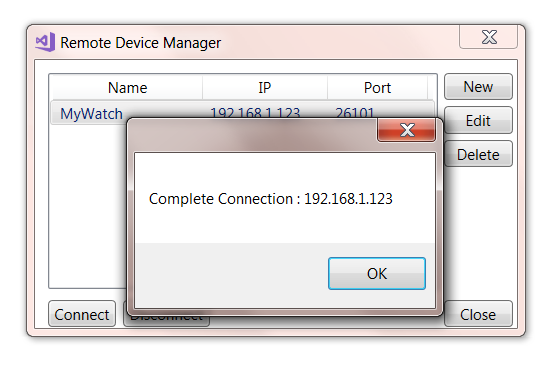 Remote Device Manager
Name IP Port
New
MyWatch 192.168.1.123 26101
Edit
Delete
Complete Connection : 192.168.1.123
OK
Connect Disconnect Close